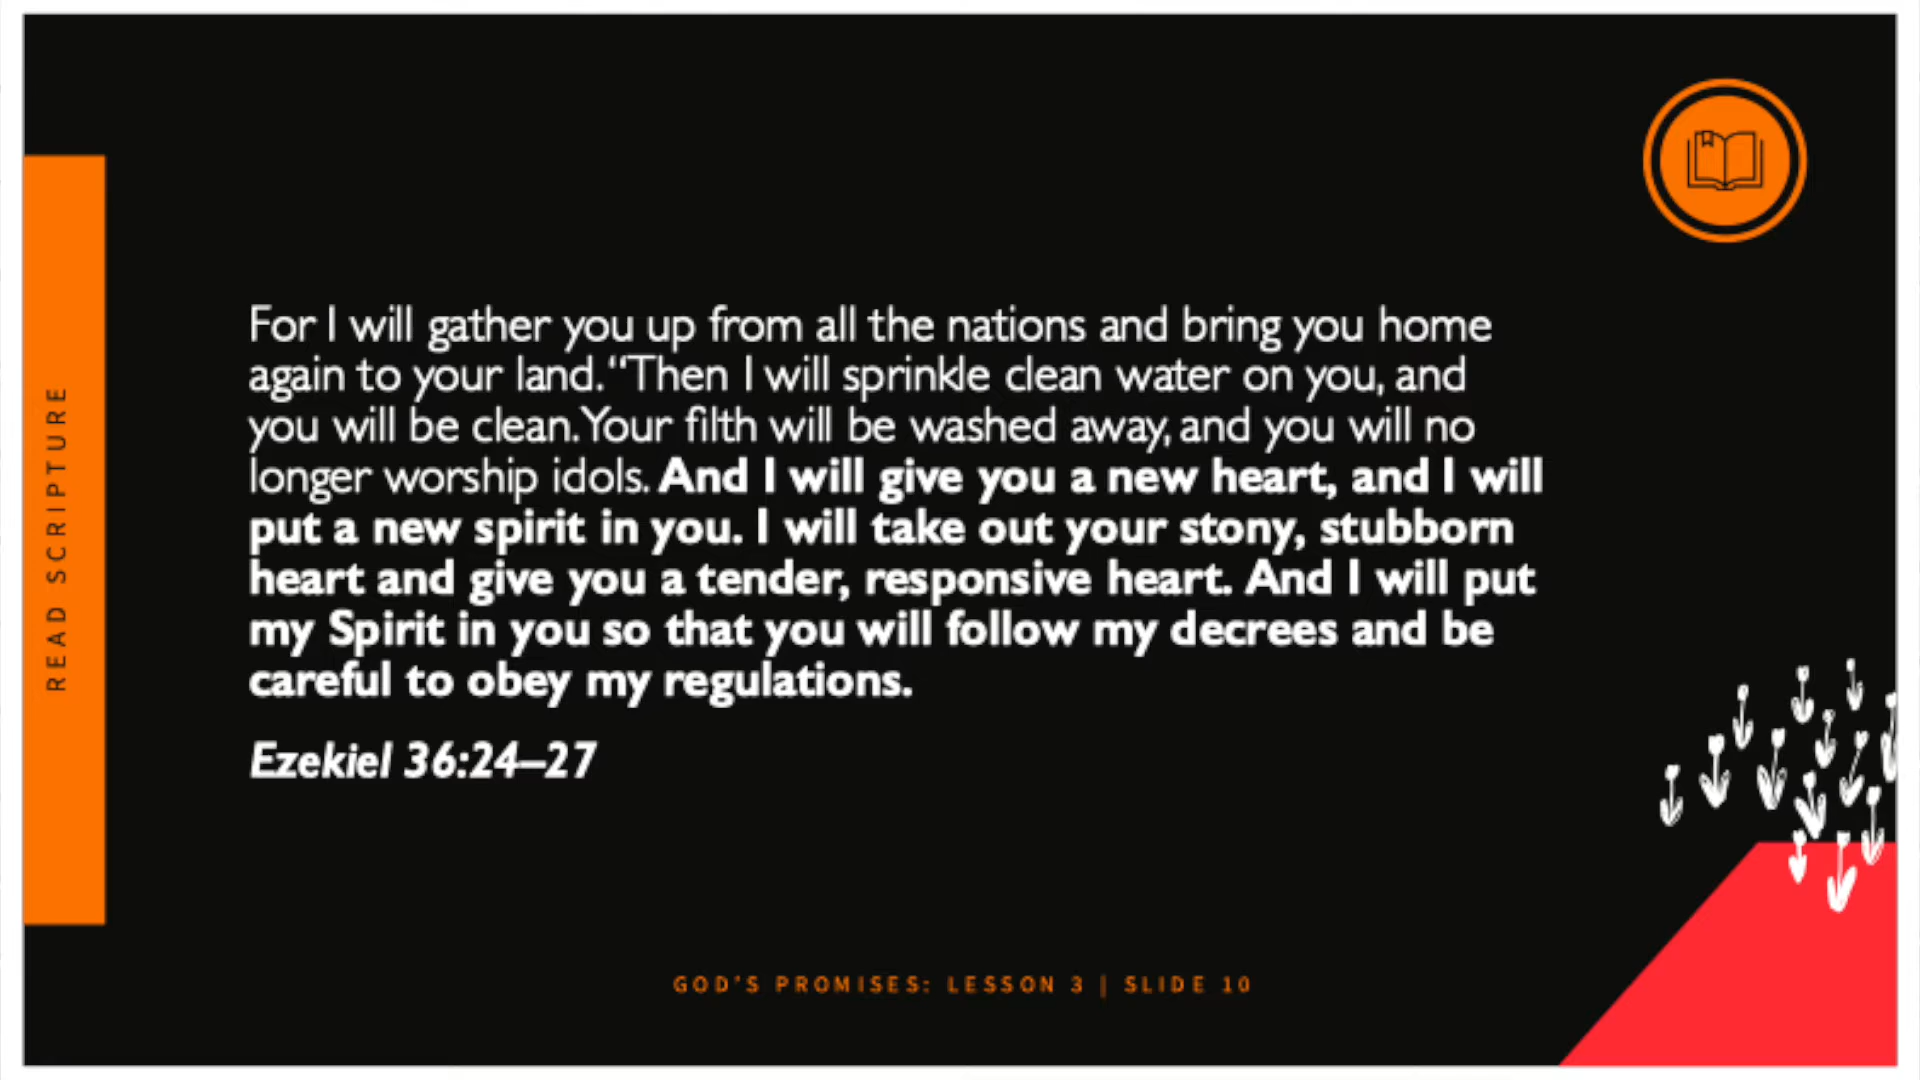 READ SCRIPTURE
For I will gather you up from all the nations and bring you home
again to your land. “Then I will sprinkle clean water on you, and
you will be clean. Your filth will be washed away, and you will no
longer worship idols. And I will give you a new heart, and I will
put a new spirit in you. I will take out your stony, stubborn
heart and give you a tender, responsive heart. And I will put
my Spirit in you so that you will follow my decrees and be
careful to obey my regulations.
Ezekiel 36:24–27
GOD'S PROMISES: LESSON 3 | SLIDE 10